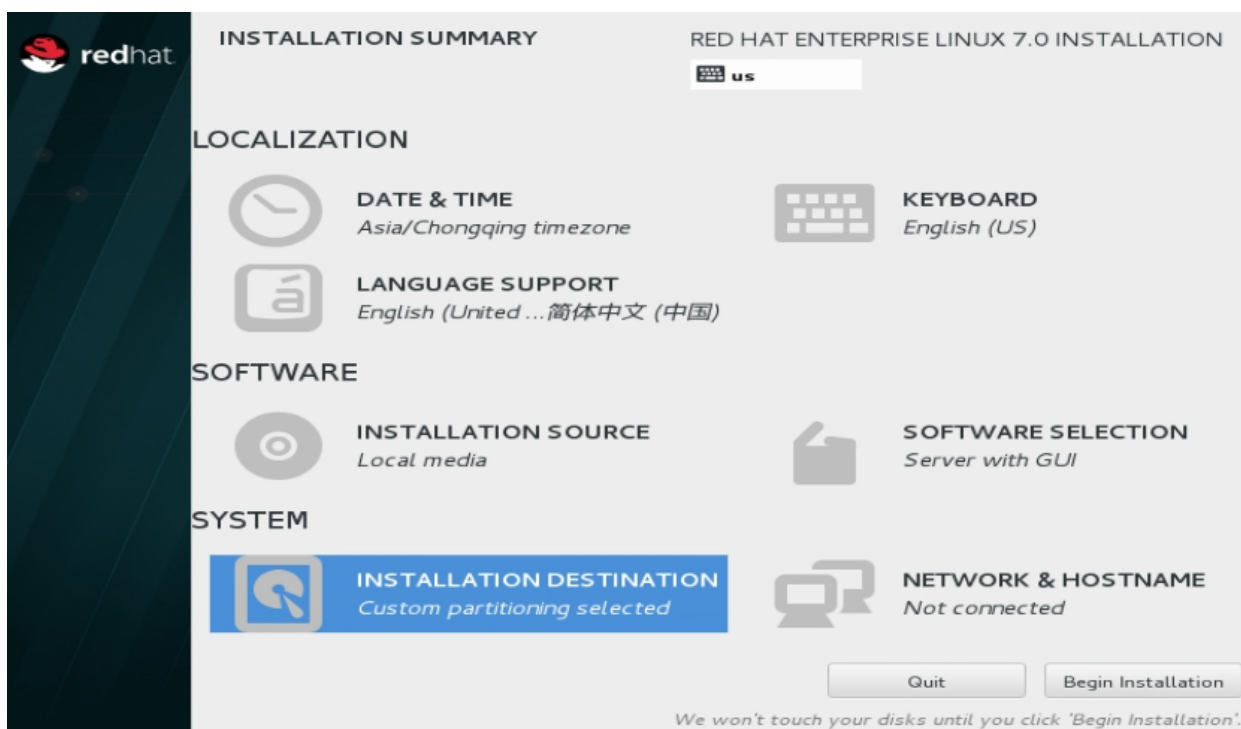 redhat.
INSTALLATION SUMMARY
RED HAT ENTERPRISE LINUX 7.0 INSTALLATION
us
LOCALIZATION
DATE & TIME
Asia/Chongqing timezone
KEYBOARD
English (US)
á
LANGUAGE SUPPORT
English (United ...简体中文 (中国)
SOFTWARE
INSTALLATION SOURCE
Local media
SOFTWARE SELECTION
Server with GUI
SYSTEM
INSTALLATION DESTINATION
Custom partitioning selected
NETWORK & HOSTNAME
Not connected
Quit
Begin Installation
We won't touch your disks until you click 'Begin Installation'.